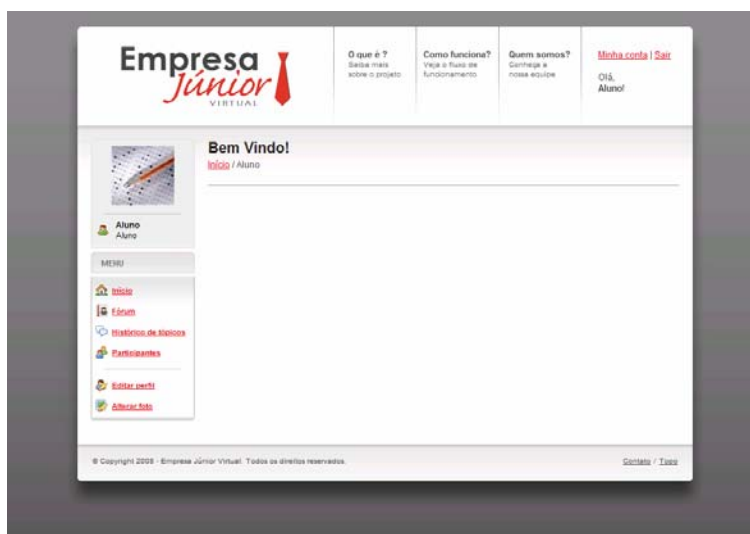 Empresa
Júnior
VIRTUAL
O que é ?
Saiba mais
sobre o projeto
Como funciona?
Veja o fluxo de
funcionamento
Quem somos?
Conheça a
nossa equipe
Minha conta | Sair
Olá,
Aluno!
Bem Vindo!
Início / Aluno
Aluno
Aluno
MENU
Início
Fórum
Histórico de tópicos
Participantes
Editar perfil
Alterar foto
© Copyright 2008 - Empresa Júnior Virtual. Todos os direitos reservados.
Contato / Topo